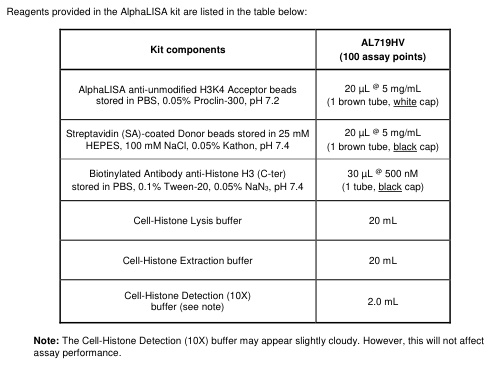 Reagents provided in the AlphaLISA kit are listed in the table below:
Kit components
AL719HV
(100 assay points)
AlphaLISA anti-unmodified H3K4 Acceptor beads
stored in PBS, 0.05% Proclin-300, pH 7.2
20 µL @ 5 mg/mL
(1 brown tube, white cap)
Streptavidin (SA)-coated Donor beads stored in 25 mM
HEPES, 100 mM NaCl, 0.05% Kathon, pH 7.4
20 µL @ 5 mg/mL
(1 brown tube, black cap)
Biotinylated Antibody anti-Histone H3 (C-ter)
stored in PBS, 0.1% Tween-20, 0.05% NaN₃, pH 7.4
30 µL @ 500 nM
(1 tube, black cap)
Cell-Histone Lysis buffer
20 mL
Cell-Histone Extraction buffer
20 mL
Cell-Histone Detection (10X)
buffer (see note)
2.0 mL
Note: The Cell-Histone Detection (10X) buffer may appear slightly cloudy. However, this will not affect
assay performance.